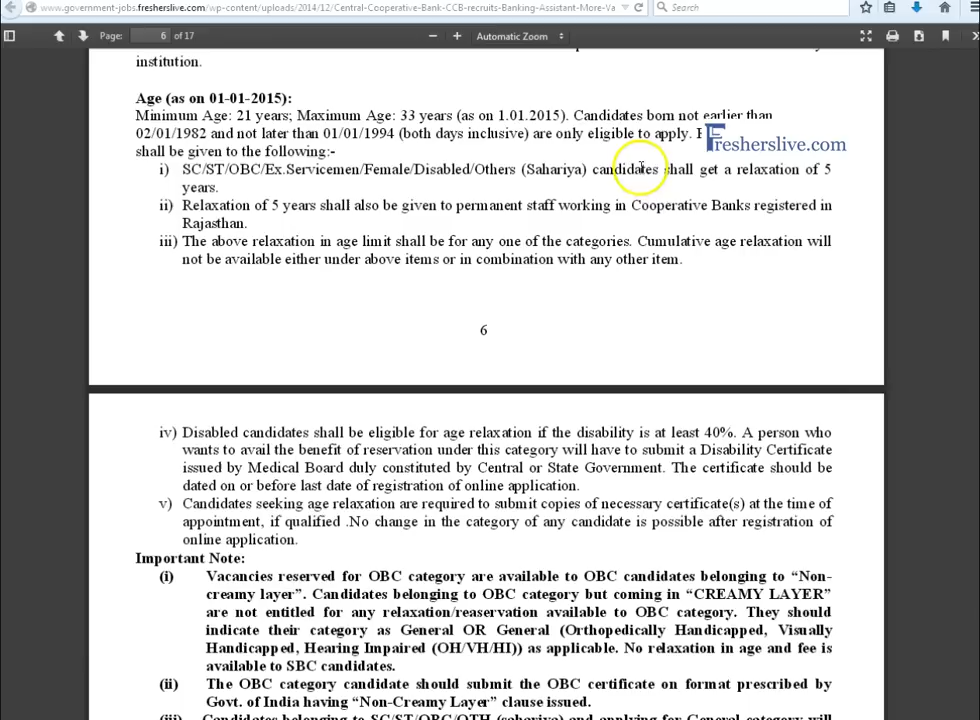 www.government-jobs.fresherslive.com/wp-content/uploads/2014/12/Central-Cooperative-Bank-CCB-recruits-Banking-Assistant-More-Va
Search
Page: 6 of 17
Automatic Zoom
institution.
Age (as on 01-01-2015):
Minimum Age: 21 years; Maximum Age: 33 years (as on 1.01.2015). Candidates born not earlier than
02/01/1982 and not later than 01/01/1994 (both days inclusive) are only eligible to apply.
Fresherslive.com
shall be given to the following:-
i) SC/ST/OBC/Ex.Servicemen/Female/Disabled/Others (Sahariya) candidates shall get a relaxation of 5
years.
ii) Relaxation of 5 years shall also be given to permanent staff working in Cooperative Banks registered in
Rajasthan.
iii) The above relaxation in age limit shall be for any one of the categories. Cumulative age relaxation will
not be available either under above items or in combination with any other item.
6
iv) Disabled candidates shall be eligible for age relaxation if the disability is at least 40%. A person who
wants to avail the benefit of reservation under this category will have to submit a Disability Certificate
issued by Medical Board duly constituted by Central or State Government. The certificate should be
dated on or before last date of registration of online application.
v) Candidates seeking age relaxation are required to submit copies of necessary certificate(s) at the time of
appointment, if qualified .No change in the category of any candidate is possible after registration of
online application.
Important Note:
(i) Vacancies reserved for OBC category are available to OBC candidates belonging to “Non-
creamy layer”. Candidates belonging to OBC category but coming in “CREAMY LAYER”
are not entitled for any relaxation/reaservation available to OBC category. They should
indicate their category as General OR General (Orthopedically Handicapped, Visually
Handicapped, Hearing Impaired (OH/VH/HI)) as applicable. No relaxation in age and fee is
available to SBC candidates.
(ii) The OBC category candidate should submit the OBC certificate on format prescribed by
Govt. of India having “Non-Creamy Layer” clause issued.
(iii) Candidates belonging to SC/ST/OBC/OTH (sahariya) and applying for General category will